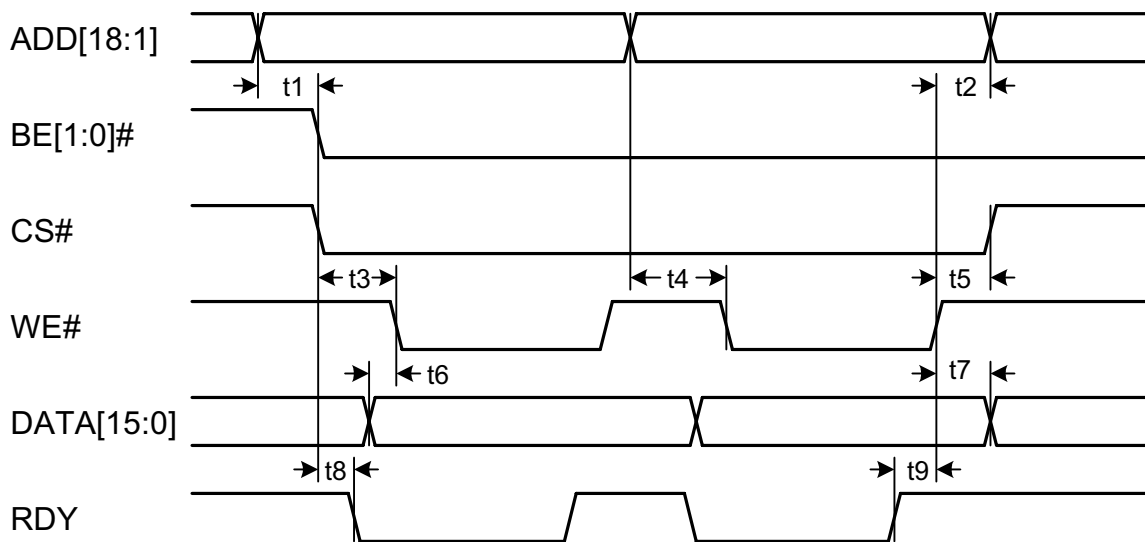 ADD[18:1]
t1
t2
BE[1:0]#
CS#
t3
t4
t5
WE#
t6
t7
DATA[15:0]
t8
t9
RDY